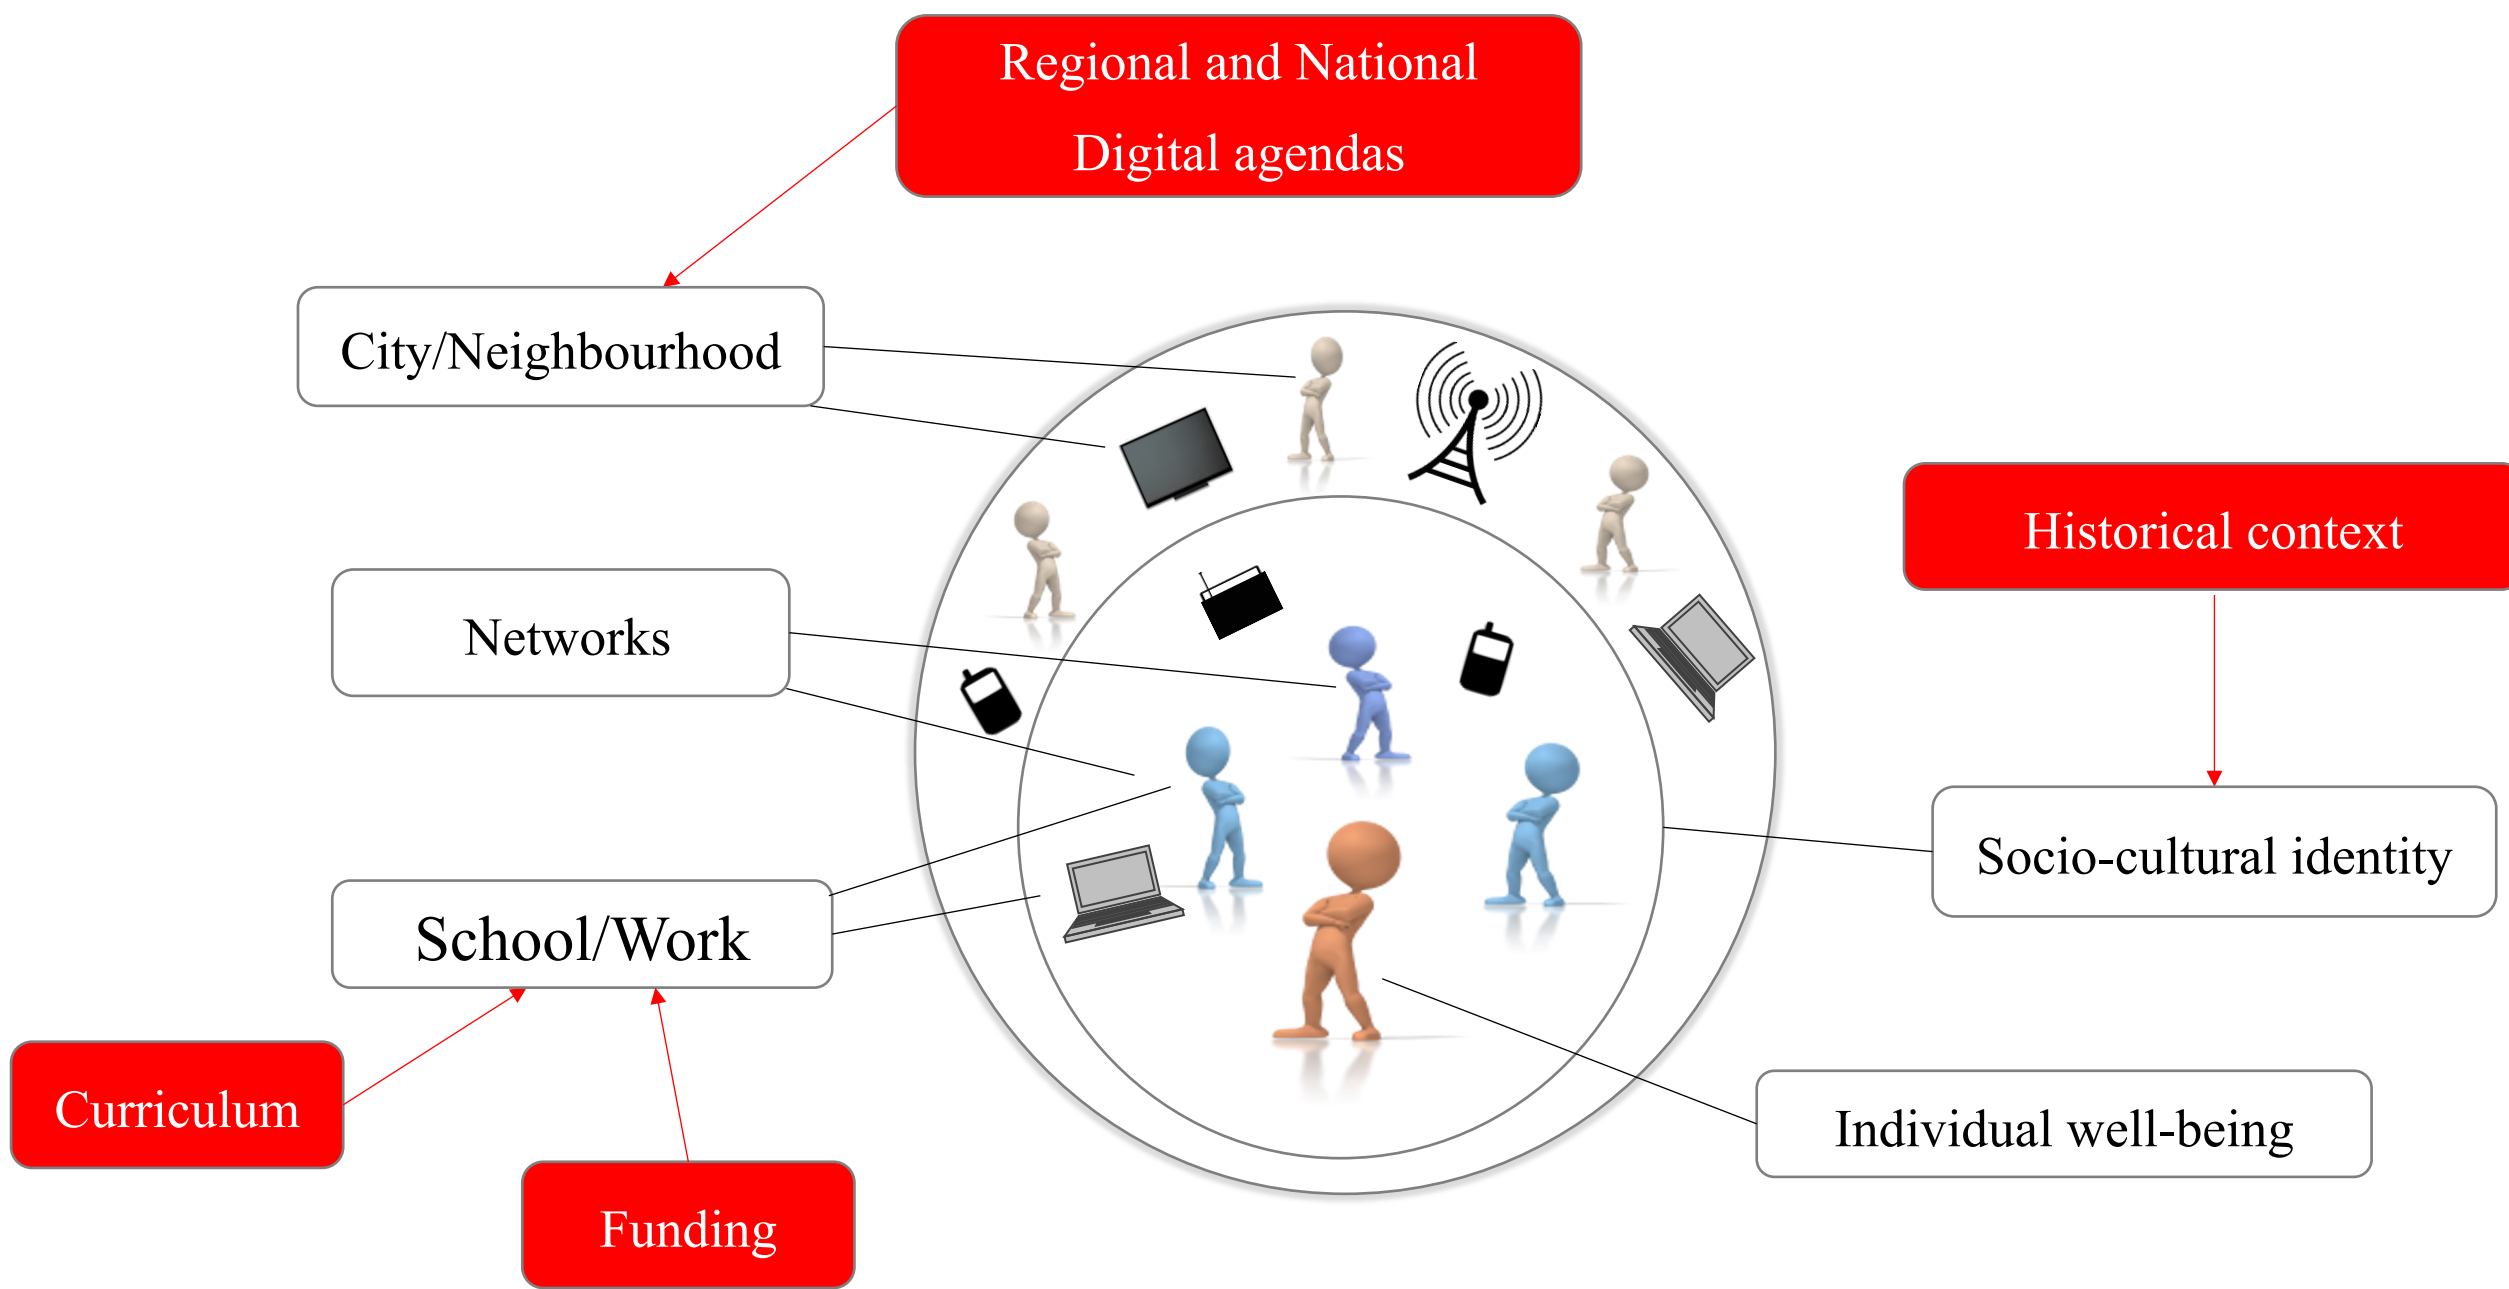 Regional and National
Digital agendas
City/Neighbourhood
Historical context
Networks
Socio-cultural identity
School/Work
Curriculum
Individual well-being
Funding